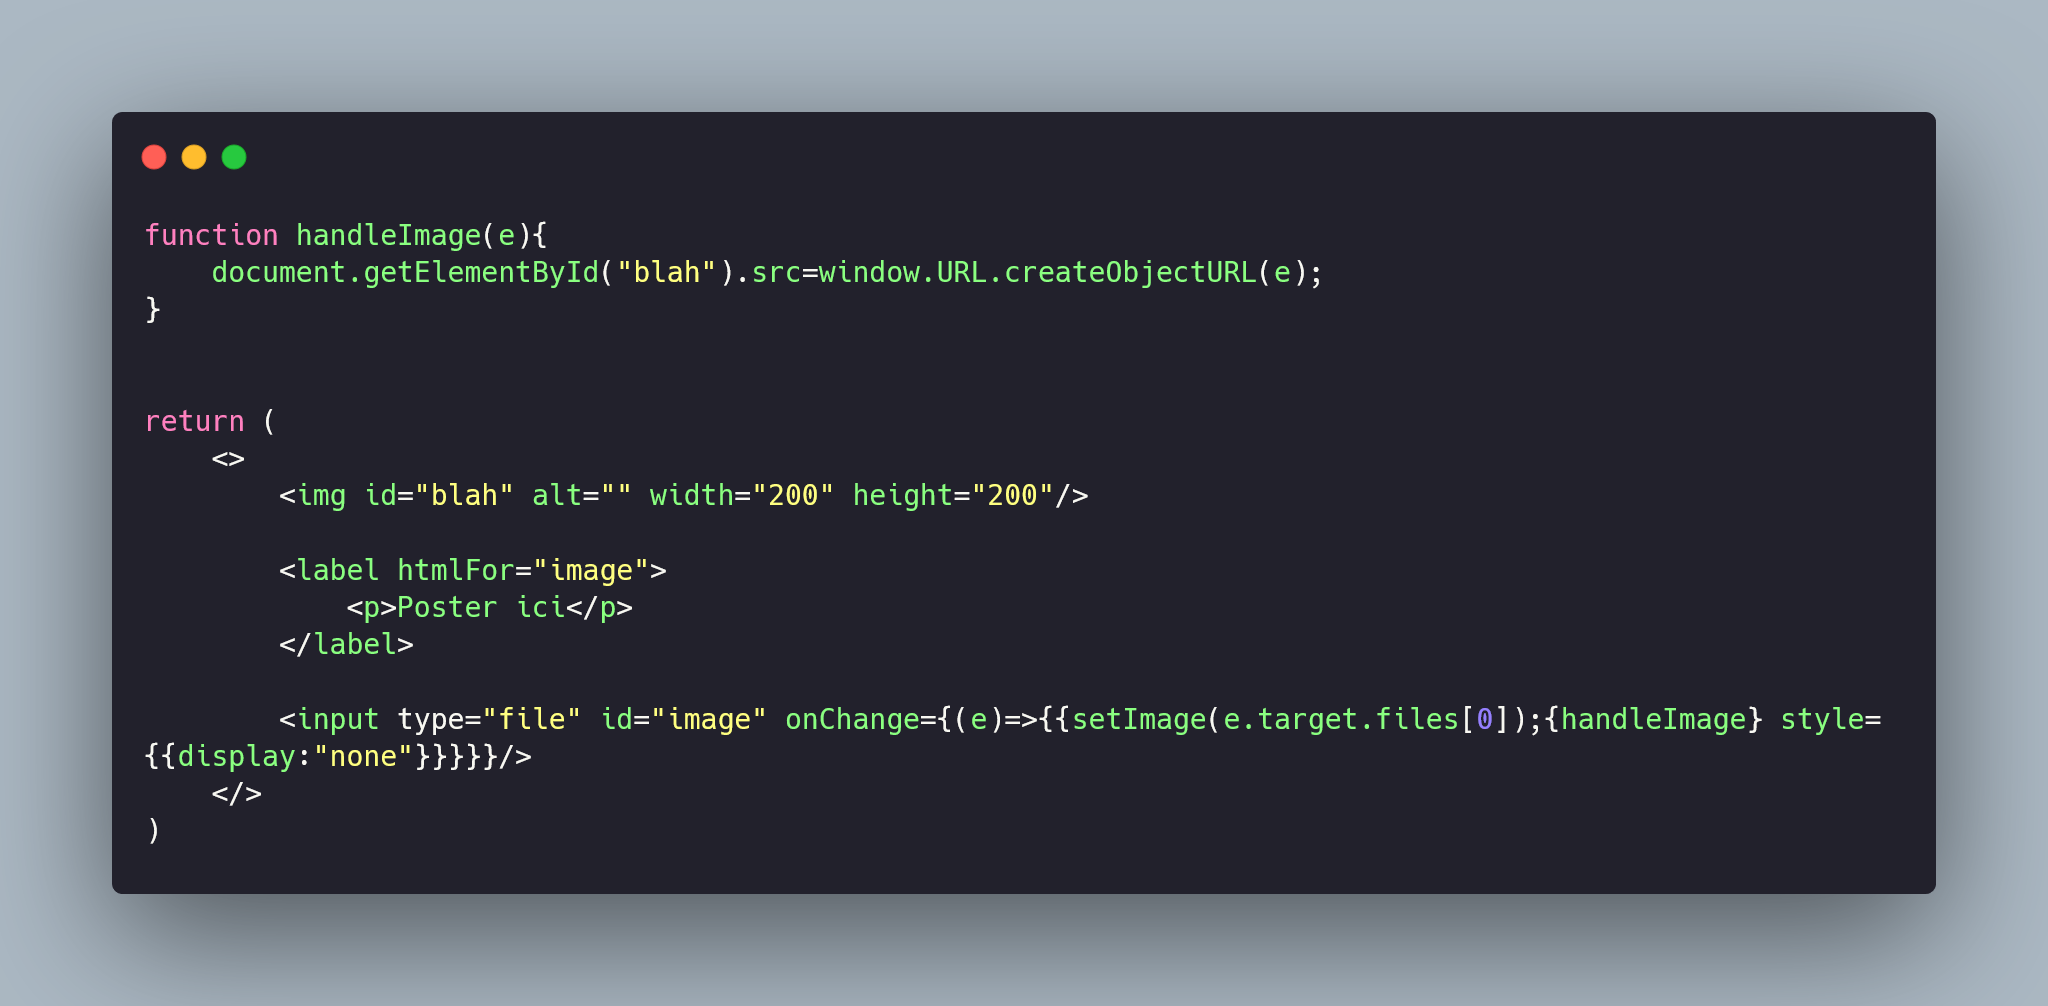 function handleImage(e){
    document.getElementById("blah").src=window.URL.createObjectURL(e);
}
return (
    <>
        <img id="blah" alt="" width="200" height="200"/>
        <label htmlFor="image">
            <p>Poster ici</p>
        </label>
        <input type="file" id="image" onChange={(e)=>{{setImage(e.target.files[0]);{handleImage} style=
{{display:"none"}}}}}/>
    </>
)